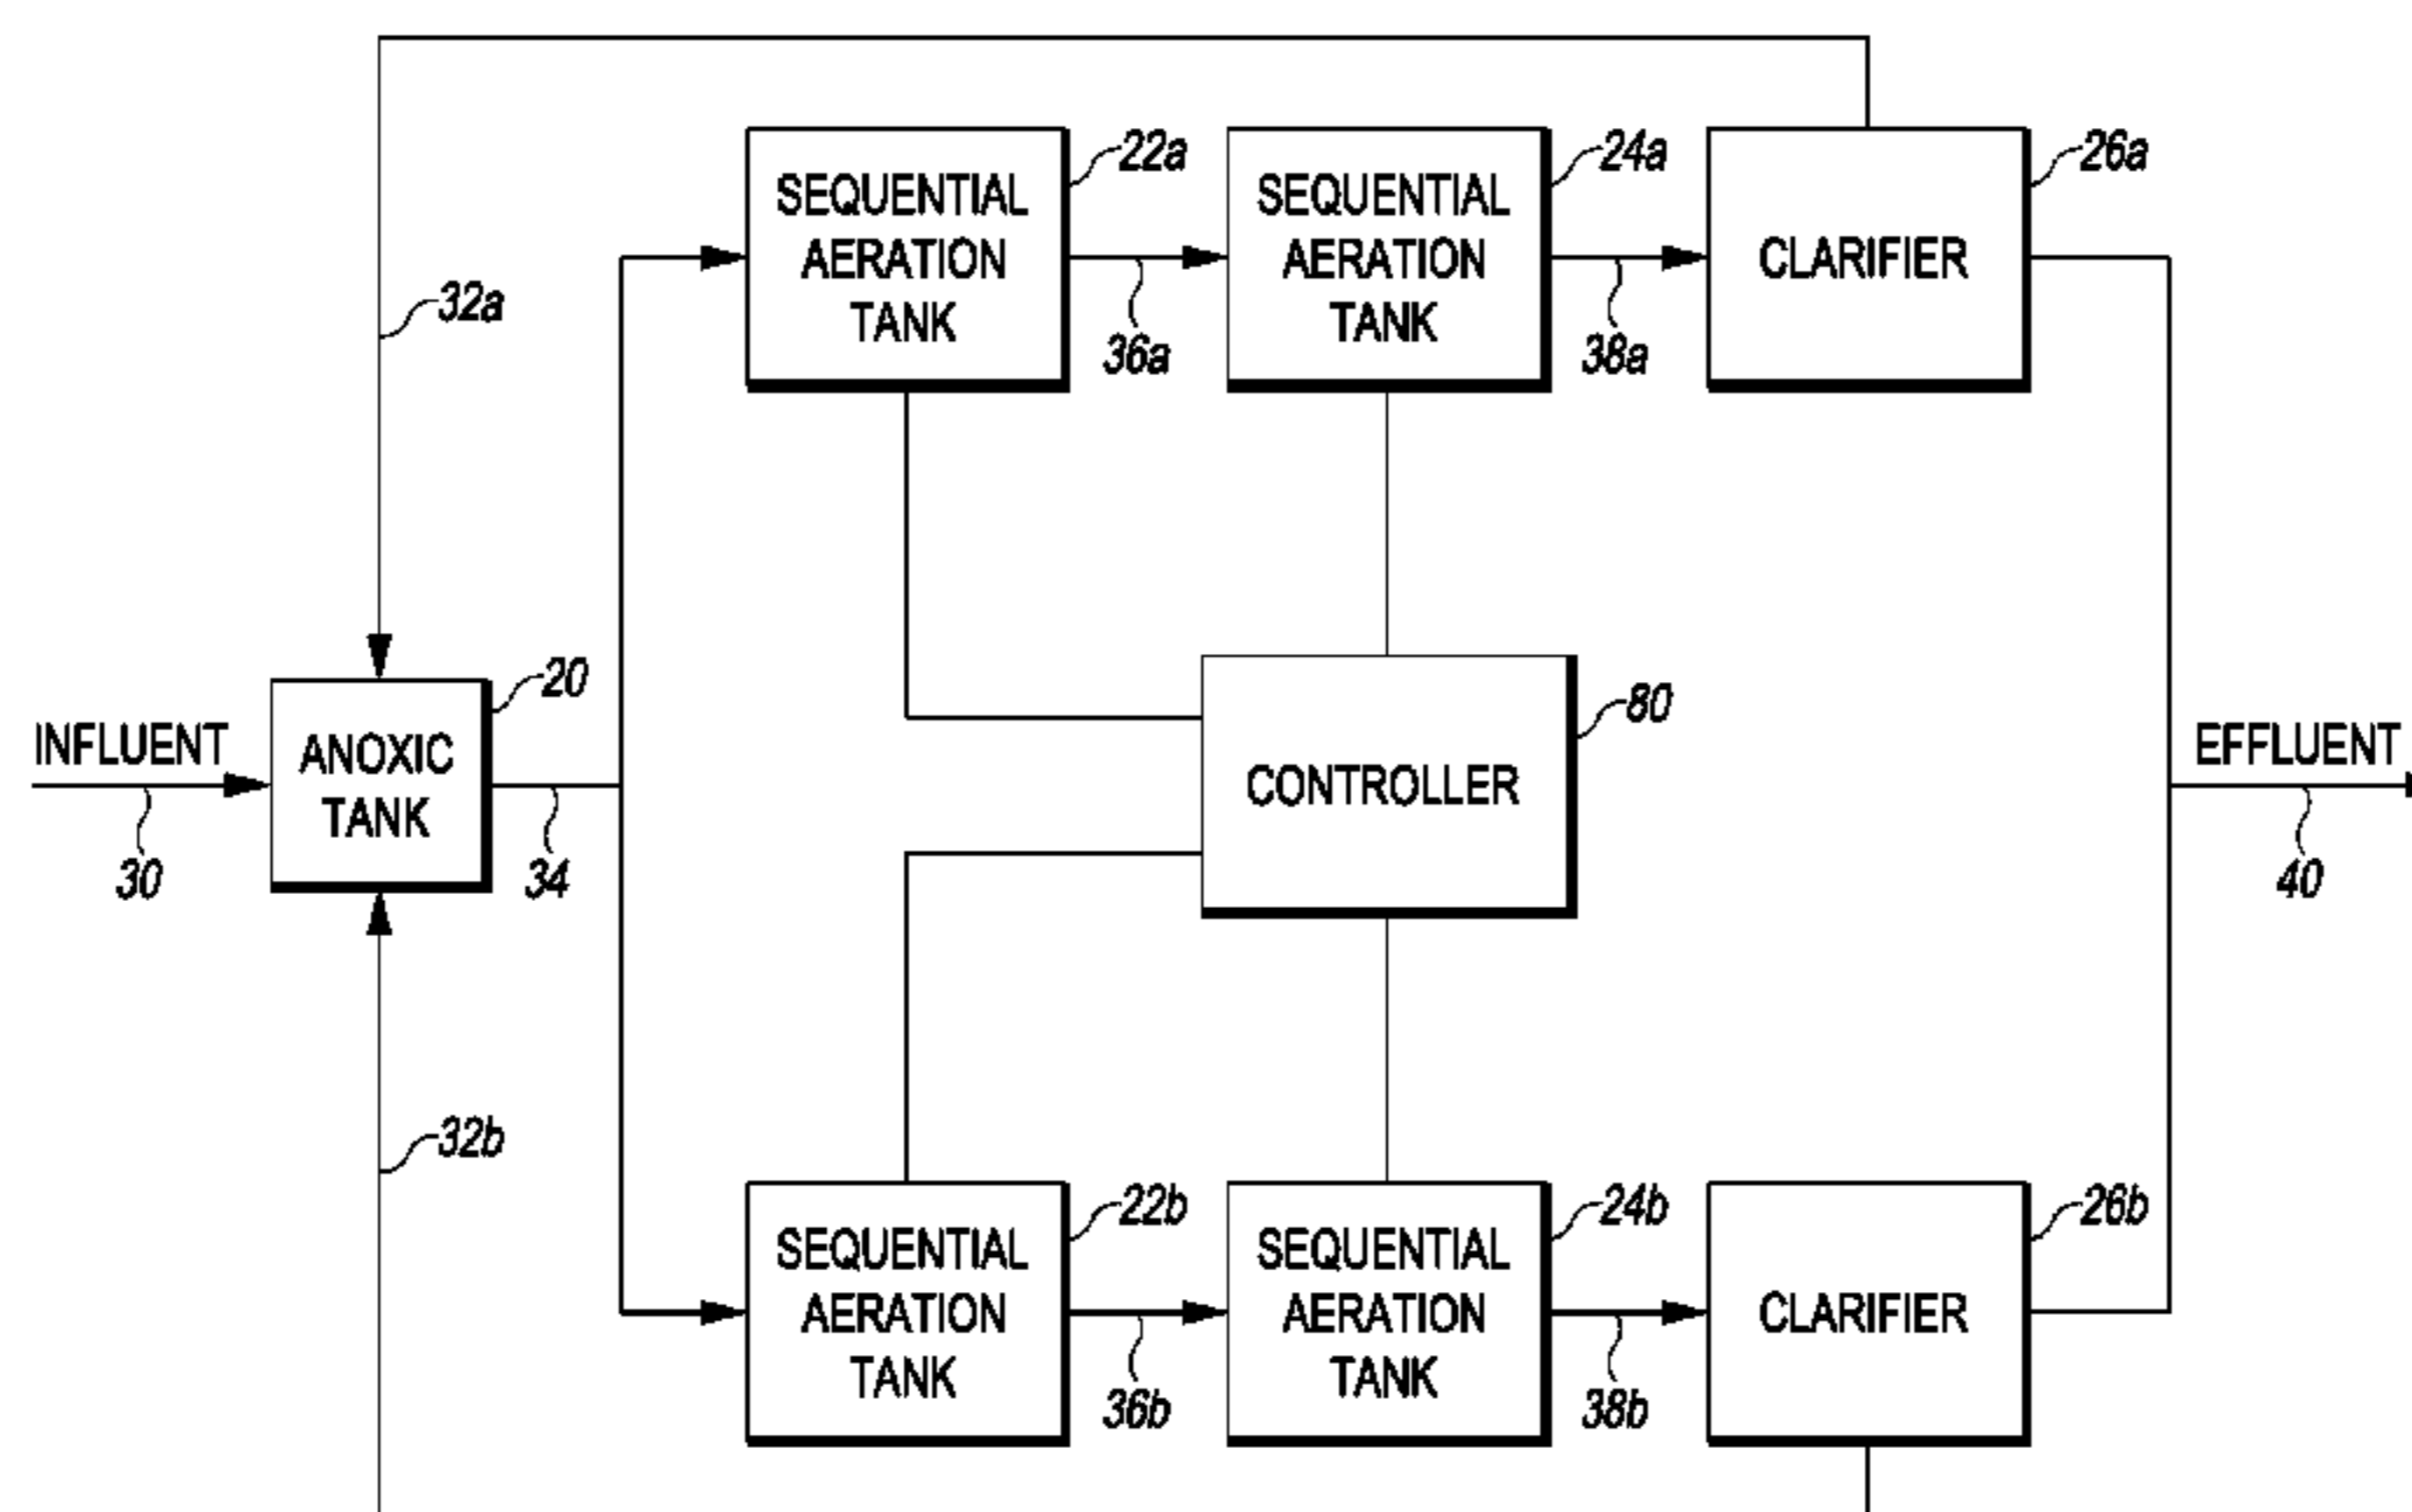 SEQUENTIAL
AERATION
TANK
22a
SEQUENTIAL
AERATION
TANK
24a
CLARIFIER
26a
32a
36a
38a
INFLUENT
30
ANOXIC
TANK
20
34
CONTROLLER
80
EFFLUENT
40
32b
SEQUENTIAL
AERATION
TANK
22b
SEQUENTIAL
AERATION
TANK
24b
CLARIFIER
26b
36b
38b